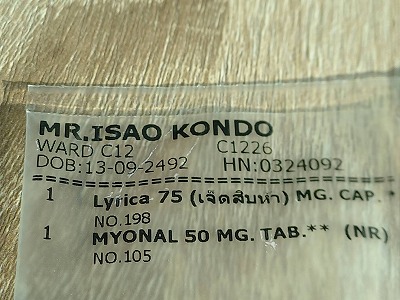 MR.ISAO KONDO
WARD C12 C1226
DOB:13-09-2492 HN:0324092
1 Lyrica 75 (เจ็ดสิบห้า) MG. CAP. *
NO.198
1 MYONAL 50 MG. TAB.** (NR)
NO.105